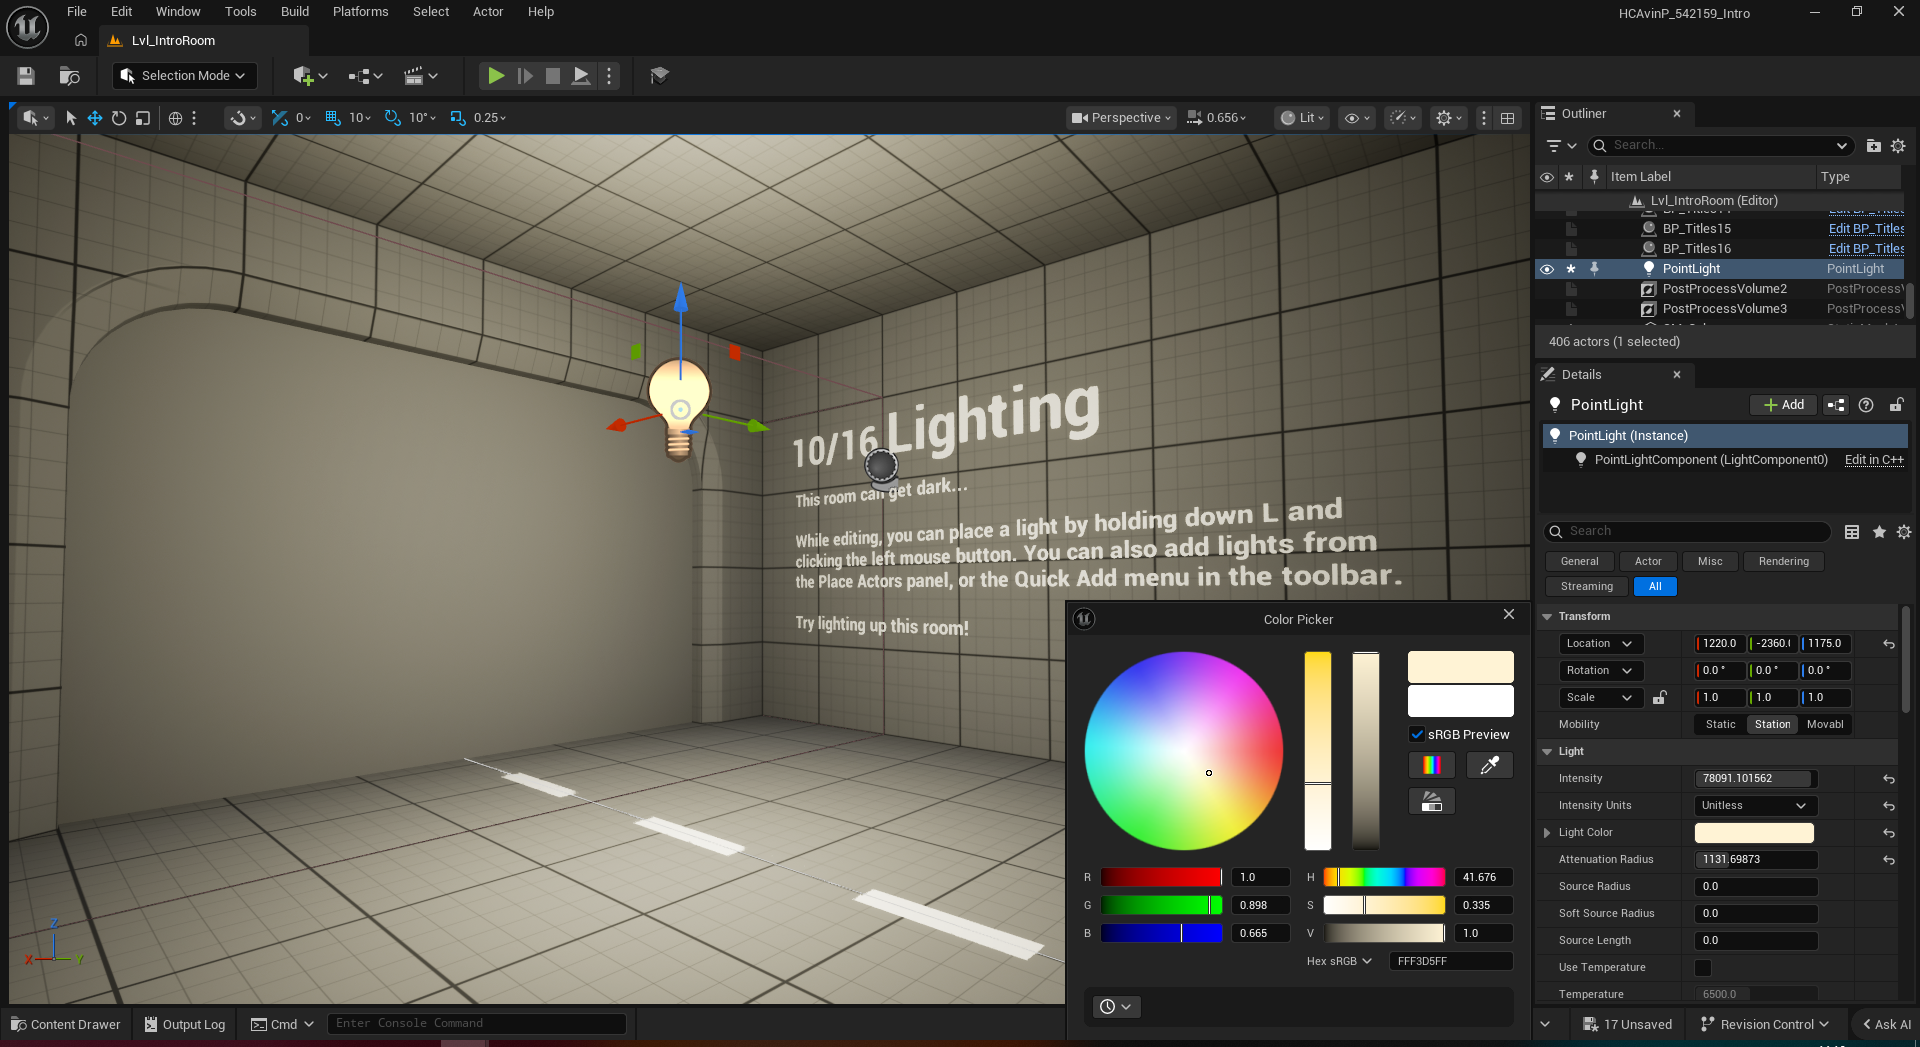 File Edit Window Tools Build Platforms Select Actor Help
HCAvinP_542159_Intro
Lvl_IntroRoom
Selection Mode
0 10 10° 0.25 Perspective 0.656 Lit
10/16 Lighting
This room can get dark...
While editing, you can place a light by holding down L and
clicking the left mouse button. You can also add lights from
the Place Actors panel, or the Quick Add menu in the toolbar.
Try lighting up this room!
Z
X Y
Outliner
Search...
Item Label Type
Lvl_IntroRoom (Editor)
BP_Titles15 Edit BP_Titles
BP_Titles16 Edit BP_Titles
PointLight PointLight
PostProcessVolume2 PostProcessV
PostProcessVolume3 PostProcessV
406 actors (1 selected)
Details
PointLight Add
PointLight (Instance)
PointLightComponent (LightComponent0) Edit in C++
Search
General Actor Misc Rendering
Streaming All
Transform
Location 1220.0 -2360. 1175.0
Rotation 0.0 ° 0.0 ° 0.0 °
Scale 1.0 1.0 1.0
Mobility Static Station Movabl
Light
Intensity 78091.101562
Intensity Units Unitless
Light Color
Attenuation Radius 1131.69873
Source Radius 0.0
Soft Source Radius 0.0
Source Length 0.0
Use Temperature
Temperature 6500.0
Color Picker
sRGB Preview
R 1.0 H 41.676
G 0.898 S 0.335
B 0.665 V 1.0
Hex sRGB FFF3D5FF
Content Drawer Output Log Cmd Enter Console Command
17 Unsaved Revision Control Ask AI